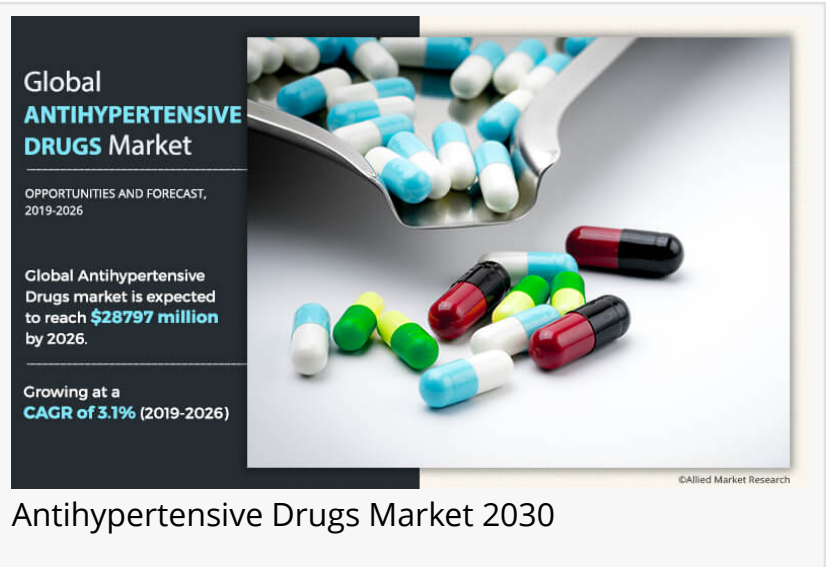 Global
ANTIHYPERTENSIVE
DRUGS Market
OPPORTUNITIES AND FORECAST,
2019-2026
Global Antihypertensive
Drugs market is expected
to reach $28797 million
by 2026.
Growing at a
CAGR of 3.1% (2019-2026)
©Allied Market Research
Antihypertensive Drugs Market 2030